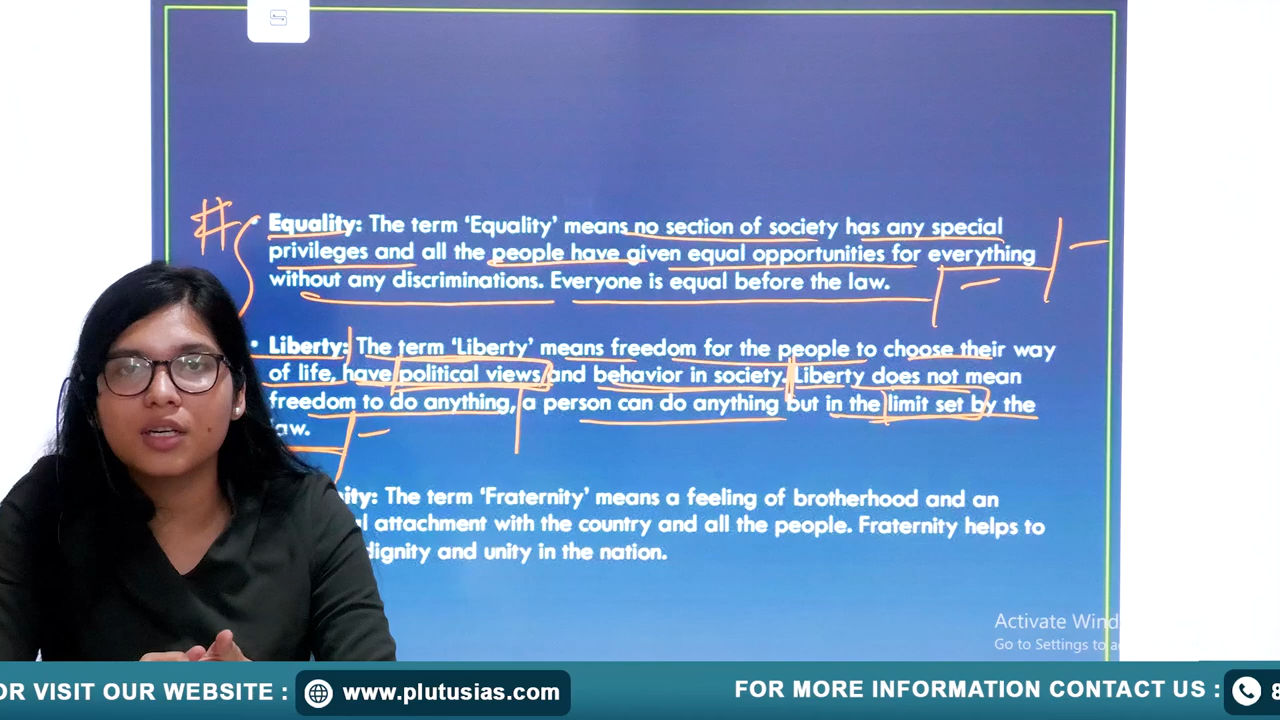 Equality: The term ‘Equality’ means no section of society has any special
privileges and all the people have given equal opportunities for everything
without any discriminations. Everyone is equal before the law.
Liberty: The term ‘Liberty’ means freedom for the people to choose their way
of life, have political views and behavior in society. Liberty does not mean
freedom to do anything, a person can do anything but in the limit set by the
law.
The term ‘Fraternity’ means a feeling of brotherhood and an
attachment with the country and all the people. Fraternity helps to
dignity and unity in the nation.
Activate
Go to Settings to
VISIT OUR WEBSITE : www.plutusias.com FOR MORE INFORMATION CONTACT US : 8